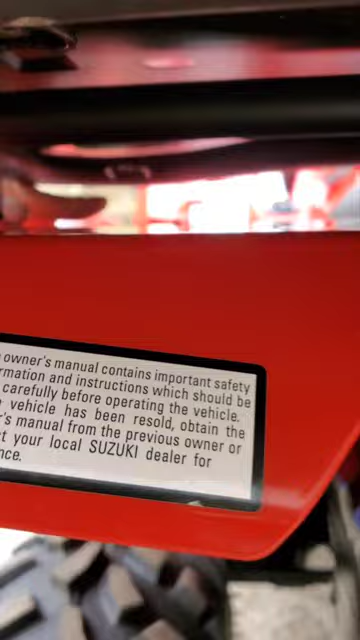 owner's manual contains important safety
rmation and instructions which should be
carefully before operating the vehicle.
vehicle has been resold, obtain the
r's manual from the previous owner or
ct your local SUZUKI dealer for
nce.